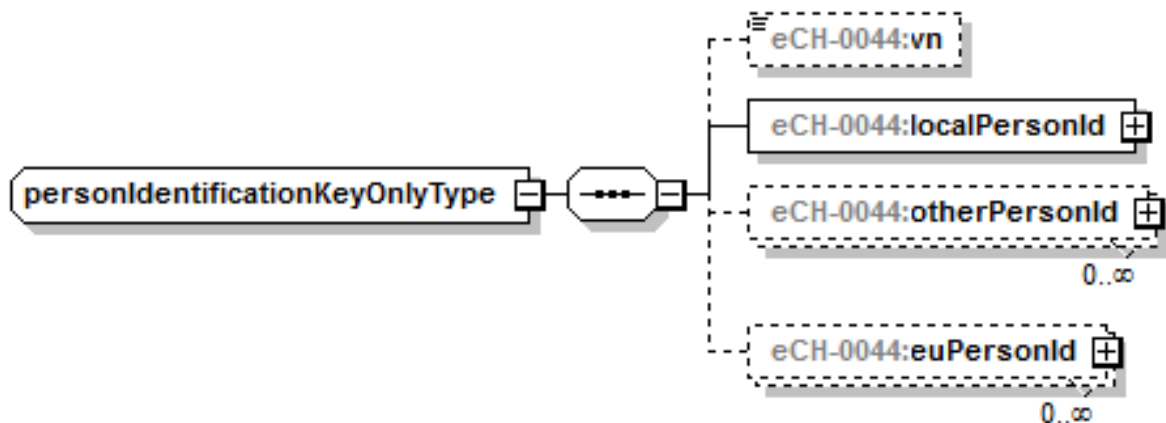 eCH-0044:vn
eCH-0044:localPersonId
personIdentificationKeyOnlyType
eCH-0044:otherPersonId
0..∞
eCH-0044:euPersonId
0..∞